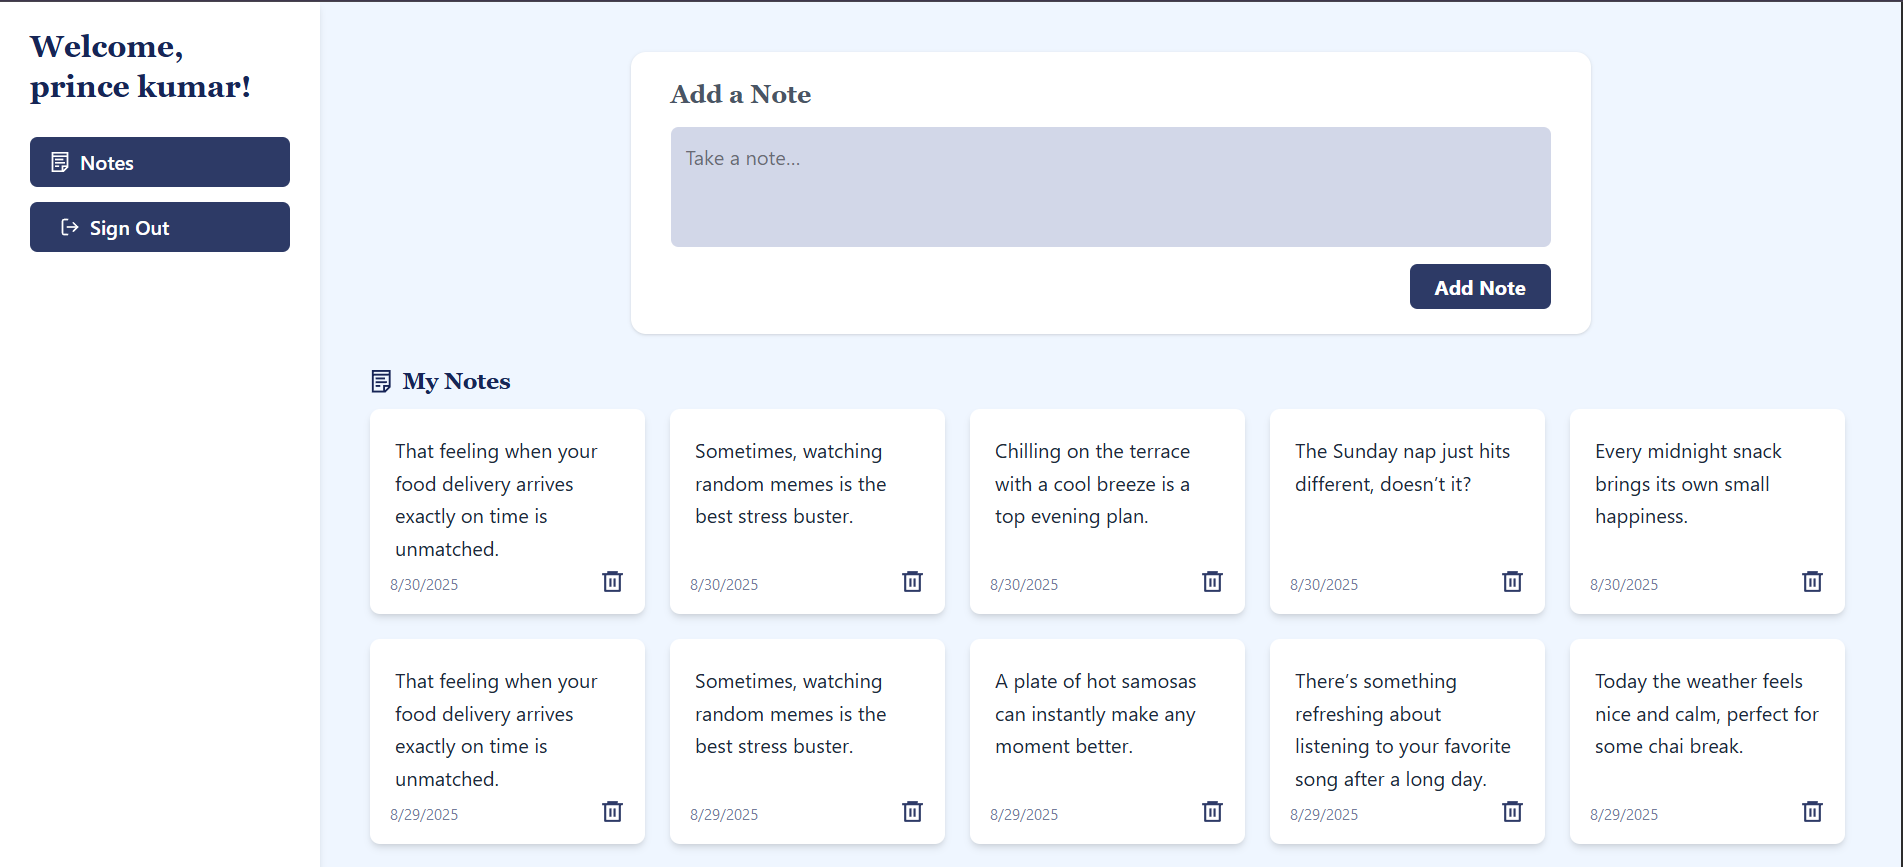 Welcome,
prince kumar!
Notes
Sign Out
Add a Note
Take a note...
Add Note
My Notes
That feeling when your
food delivery arrives
exactly on time is
unmatched.
8/30/2025
Sometimes, watching
random memes is the
best stress buster.
8/30/2025
Chilling on the terrace
with a cool breeze is a
top evening plan.
8/30/2025
The Sunday nap just hits
different, doesn’t it?
8/30/2025
Every midnight snack
brings its own small
happiness.
8/30/2025
That feeling when your
food delivery arrives
exactly on time is
unmatched.
8/29/2025
Sometimes, watching
random memes is the
best stress buster.
8/29/2025
A plate of hot samosas
can instantly make any
moment better.
8/29/2025
There’s something
refreshing about
listening to your favorite
song after a long day.
8/29/2025
Today the weather feels
nice and calm, perfect for
some chai break.
8/29/2025